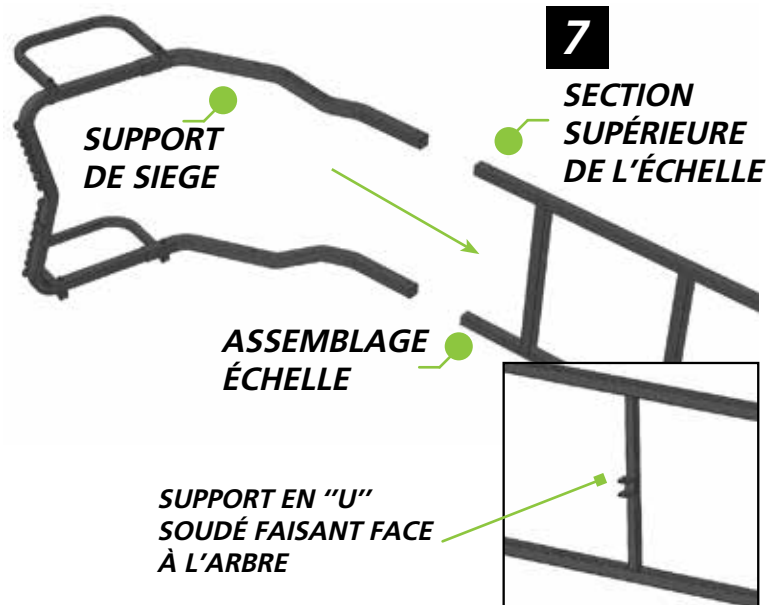 7
SUPPORT
DE SIEGE
SECTION
SUPÉRIEURE
DE L'ÉCHELLE
ASSEMBLAGE
ÉCHELLE
SUPPORT EN ‘‘U’’
SOUDÉ FAISANT FACE
À L'ARBRE